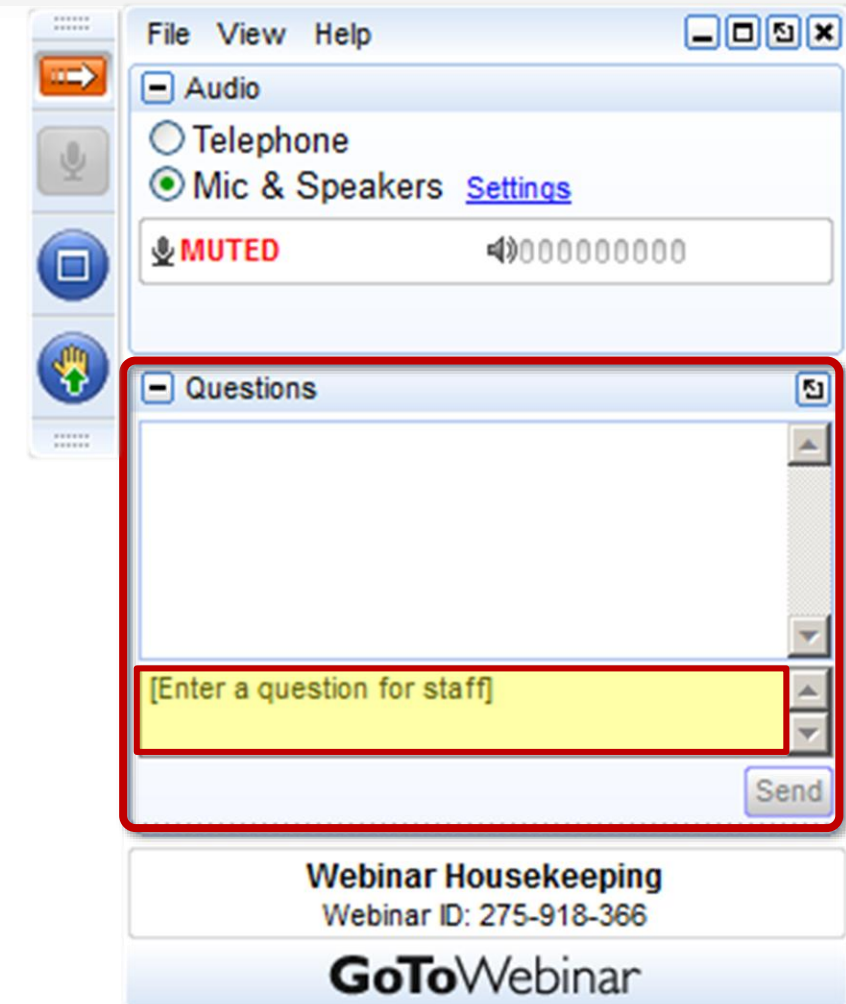 File View Help
Audio
Telephone
Mic & Speakers Settings
MUTED 000000000
Questions
[Enter a question for staff]
Send
Webinar Housekeeping
Webinar ID: 275-918-366
GoToWebinar